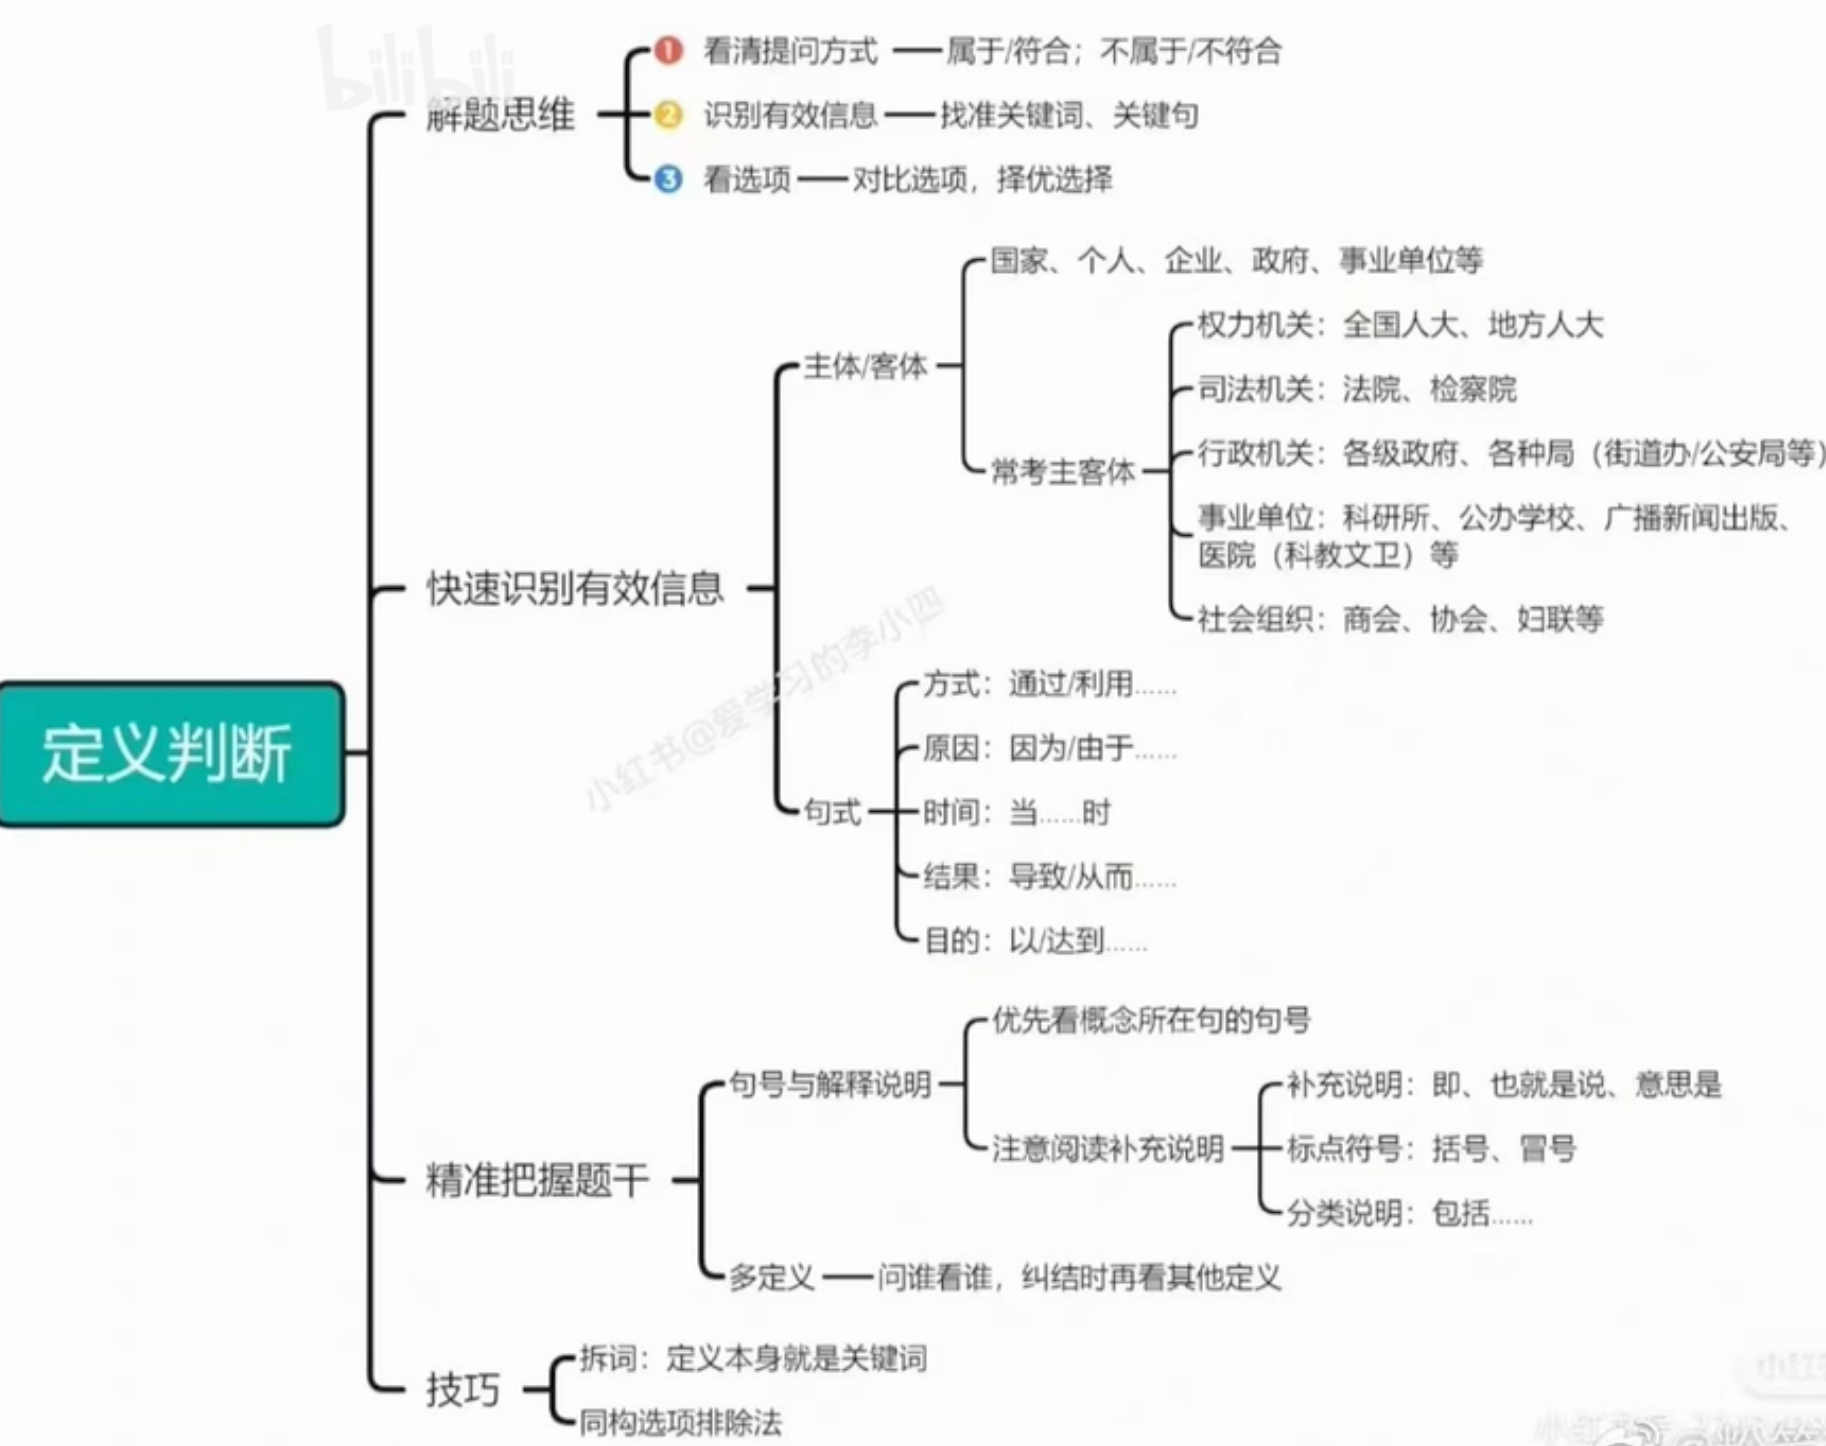 bilibili
解题思维
1 看清提问方式 属于/符合；不属于/不符合
2 识别有效信息 找准关键词、关键句
3 看选项 对比选项，择优选择
快速识别有效信息
主体/客体
国家、个人、企业、政府、事业单位等
常考主客体
权力机关：全国人大、地方人大
司法机关：法院、检察院
行政机关：各级政府、各种局（街道办/公安局等）
事业单位：科研所、公办学校、广播新闻出版、
医院（科教文卫）等
社会组织：商会、协会、妇联等
小红书@爱学习的李小四
句式
方式：通过/利用……
原因：因为/由于……
时间：当……时
结果：导致/从而……
目的：以/达到……
定义判断
精准把握题干
句号与解释说明
优先看概念所在句的句号
注意阅读补充说明
补充说明：即、也就是说、意思是
标点符号：括号、冒号
分类说明：包括……
多定义 问谁看谁，纠结时再看其他定义
技巧
拆词：定义本身就是关键词
同构选项排除法